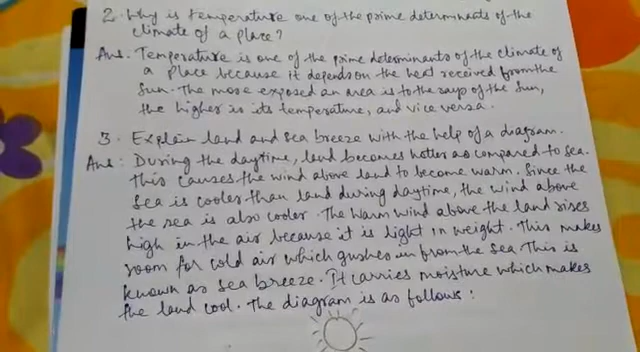 2. Why is temperature one of the prime determinants of the
climate of a place?
Ans. Temperature is one of the prime determinants of the climate of
a place because it depends on the heat received from the
Sun. The more exposed an area is to the rays of the Sun,
the higher is its temperature, and vice versa.
3. Explain land and sea breeze with the help of a diagram.
Ans: During the daytime, land becomes hotter as compared to sea.
This causes the wind above land to become warm. Since the
sea is cooler than land during daytime, the wind above
the sea is also cooler. The warm wind above the land rises
high in the air because it is light in weight. This makes
room for cold air which gushes in from the sea. This is
known as sea breeze. It carries moisture which makes
the land cool. The diagram is as follows: